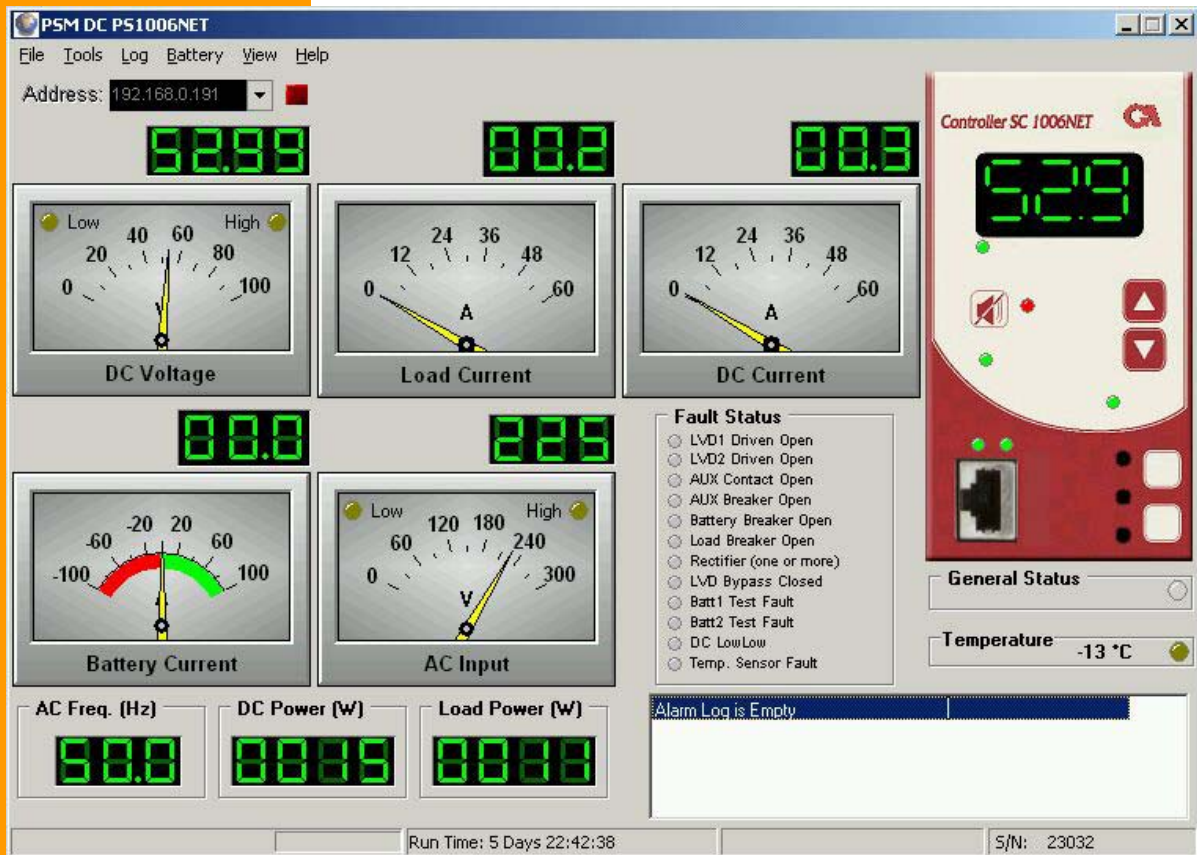 PSM DC PS1006NET
File Tools Log Battery View Help
Address: 192.168.0.191
52.99
00.2
00.3
Low High
0 20 40 60 80 100
V
DC Voltage
0 12 24 36 48 60
A
Load Current
0 12 24 36 48 60
A
DC Current
Controller SC 1006NET
52.9
00.0
225
-100 -60 -20 20 60 100
A
Battery Current
Low High
0 60 120 180 240 300
V
AC Input
Fault Status
LVD1 Driven Open
LVD2 Driven Open
AUX Contact Open
AUX Breaker Open
Battery Breaker Open
Load Breaker Open
Rectifier (one or more)
LVD Bypass Closed
Batt1 Test Fault
Batt2 Test Fault
DC LowLow
Temp. Sensor Fault
General Status
Temperature
-13 °C
AC Freq. (Hz)
50.0
DC Power (W)
0015
Load Power (W)
0011
Alarm Log is Empty
Run Time: 5 Days 22:42:38
S/N: 23032